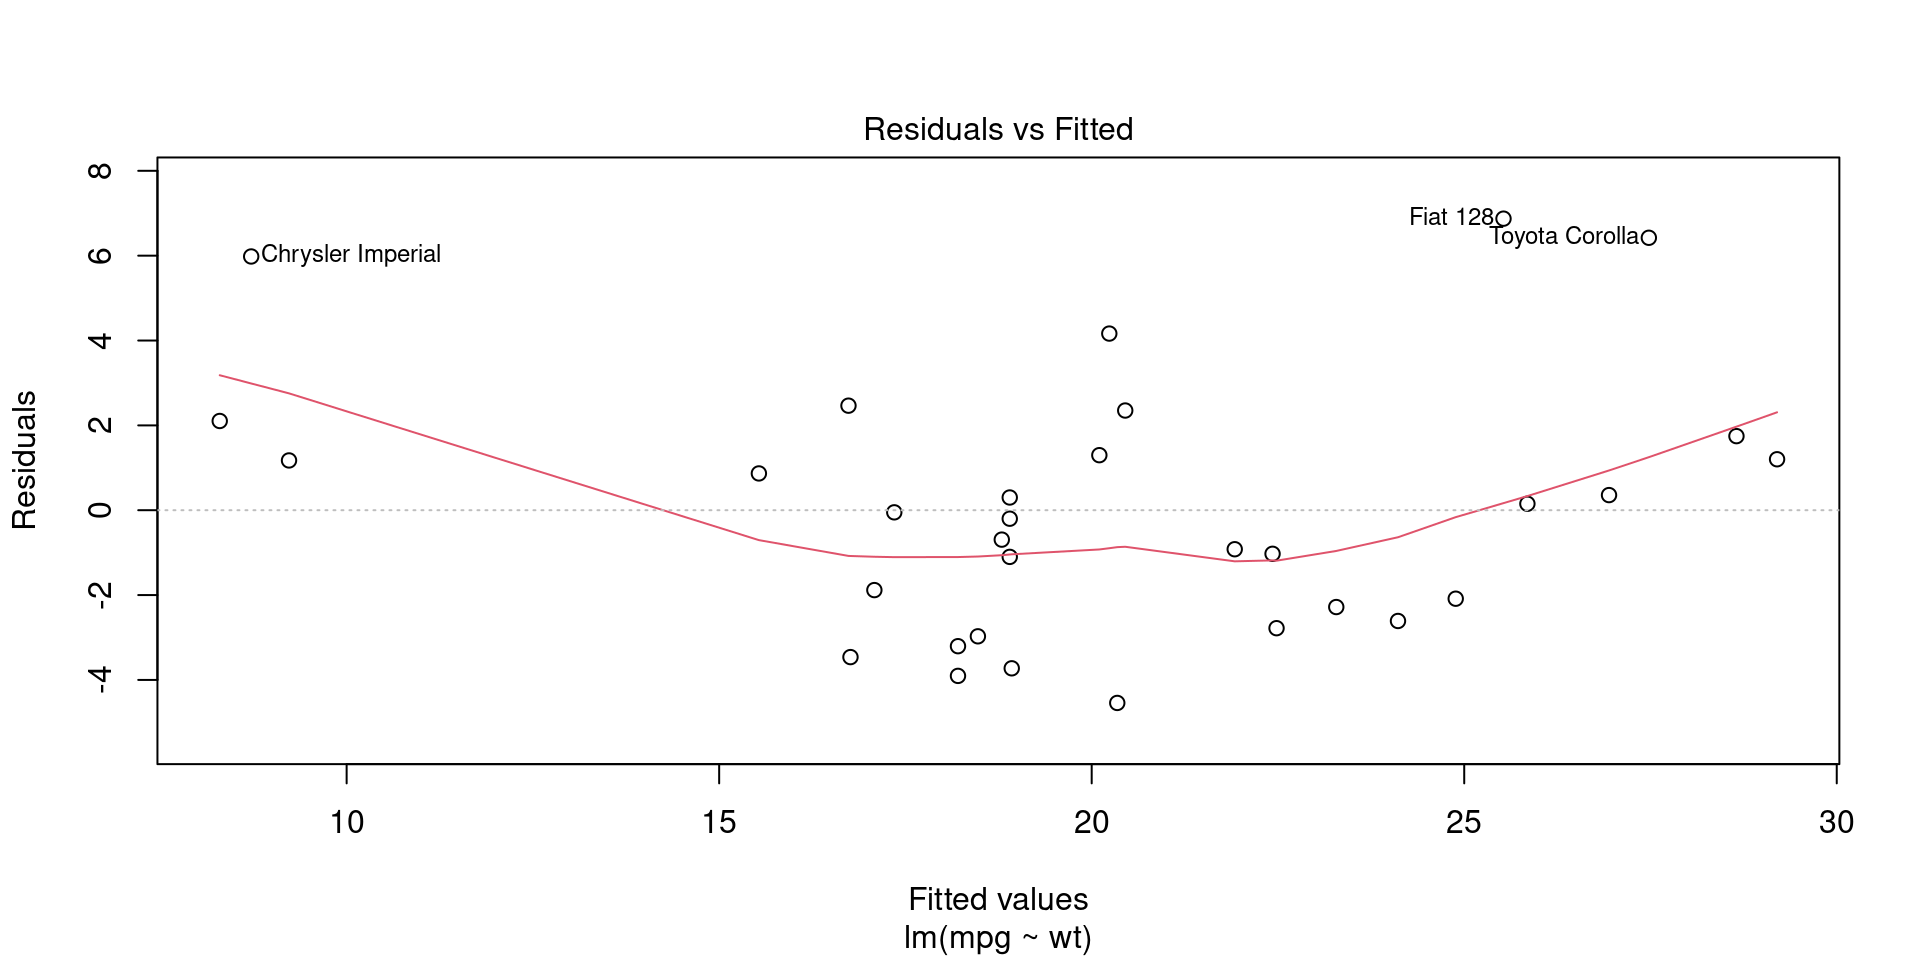 Residuals vs Fitted
Residuals
8
6
4
2
0
-2
-4
Chrysler Imperial
Fiat 128
Toyota Corolla
10 15 20 25 30
Fitted values
lm(mpg ~ wt)